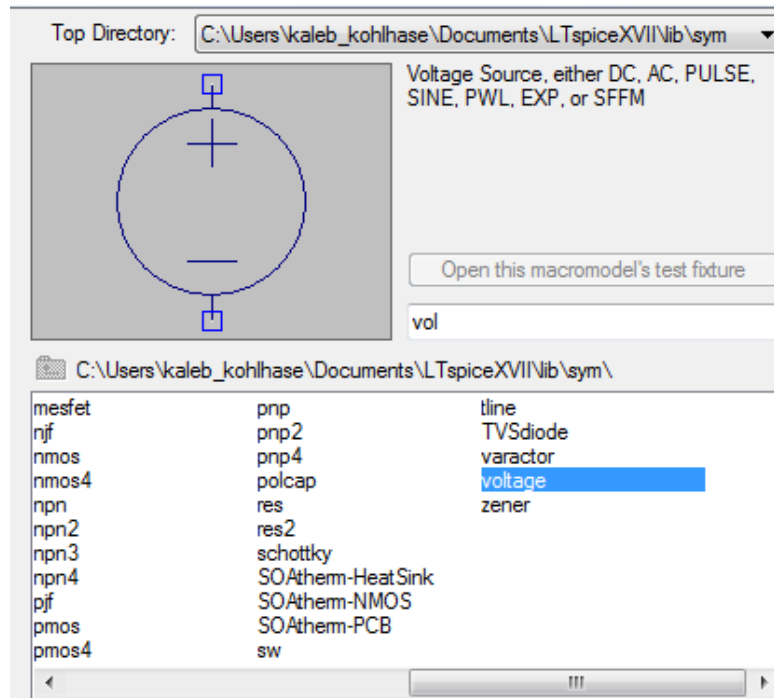 Top Directory: C:\Users\kaleb_kohlhase\Documents\LTspiceXVII\lib\sym
Voltage Source, either DC, AC, PULSE,
SINE, PWL, EXP, or SFFM
Open this macromodel's test fixture
vol
C:\Users\kaleb_kohlhase\Documents\LTspiceXVII\lib\sym\
mesfet pnp tline
njf pnp2 TVSdiode
nmos pnp4 varactor
nmos4 polcap voltage
npn res zener
npn2 res2
npn3 schottky
npn4 SOAtherm-HeatSink
pjf SOAtherm-NMOS
pmos SOAtherm-PCB
pmos4 sw